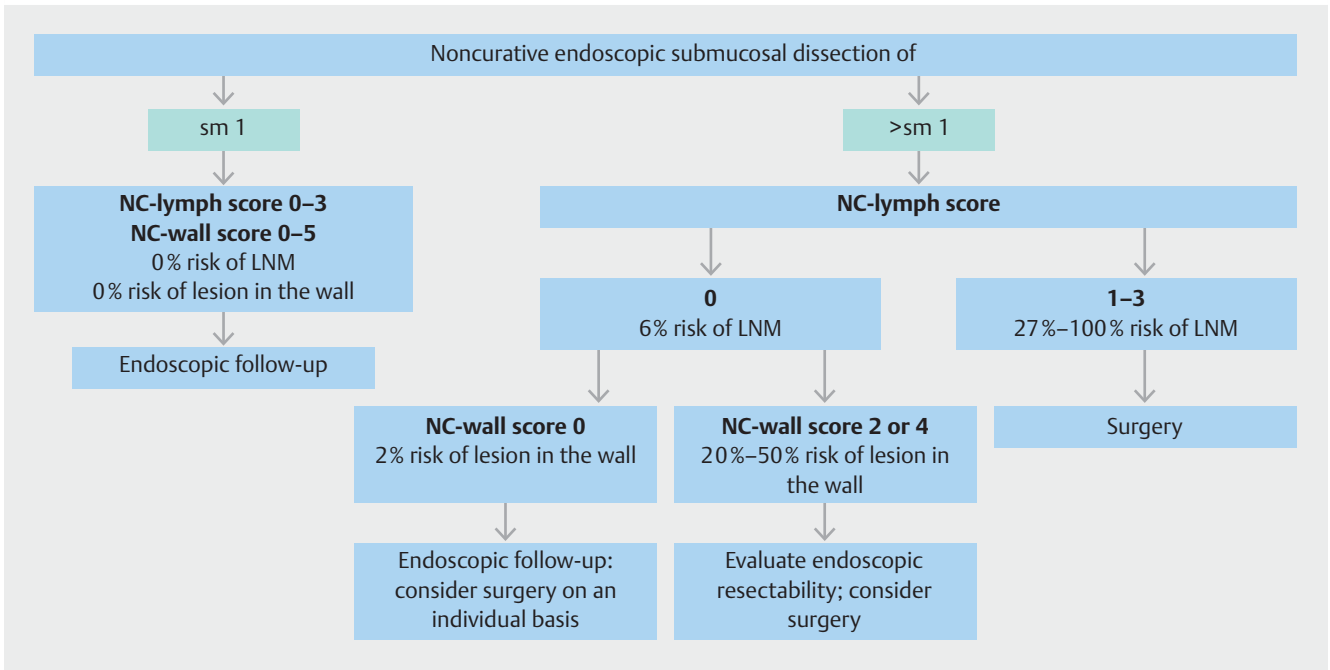 Noncurative endoscopic submucosal dissection of
sm 1
>sm 1
NC-lymph score 0–3
NC-wall score 0–5
0% risk of LNM
0% risk of lesion in the wall
Endoscopic follow-up
NC-lymph score
0
6% risk of LNM
1–3
27%–100% risk of LNM
NC-wall score 0
2% risk of lesion in the wall
NC-wall score 2 or 4
20%–50% risk of lesion in
the wall
Surgery
Endoscopic follow-up:
consider surgery on an
individual basis
Evaluate endoscopic
resectability; consider
surgery